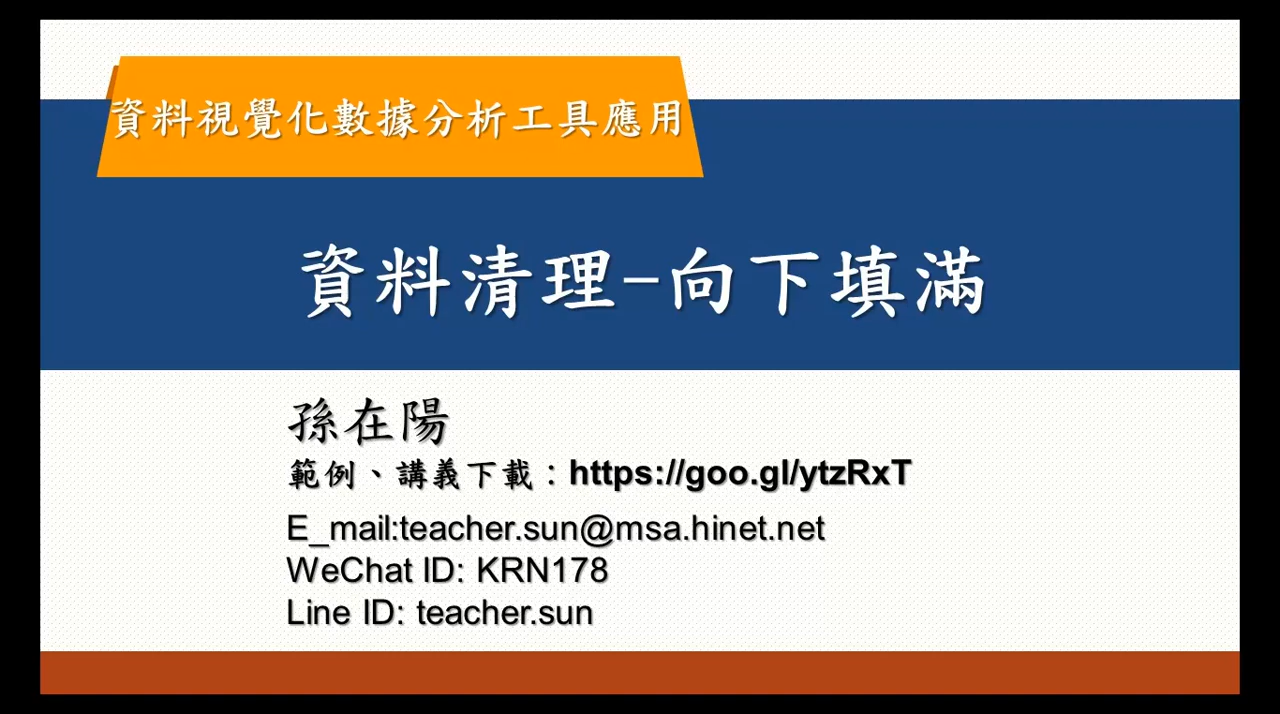 資料視覺化數據分析工具應用
資料清理-向下填滿
孫在陽
範例、講義下載：https://goo.gl/ytzRxT
E_mail:teacher.sun@msa.hinet.net
WeChat ID: KRN178
Line ID: teacher.sun